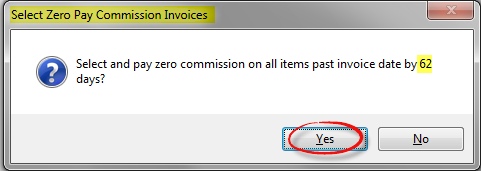 Select Zero Pay Commission Invoices
Select and pay zero commission on all items past invoice date by 62
days?
Yes
No